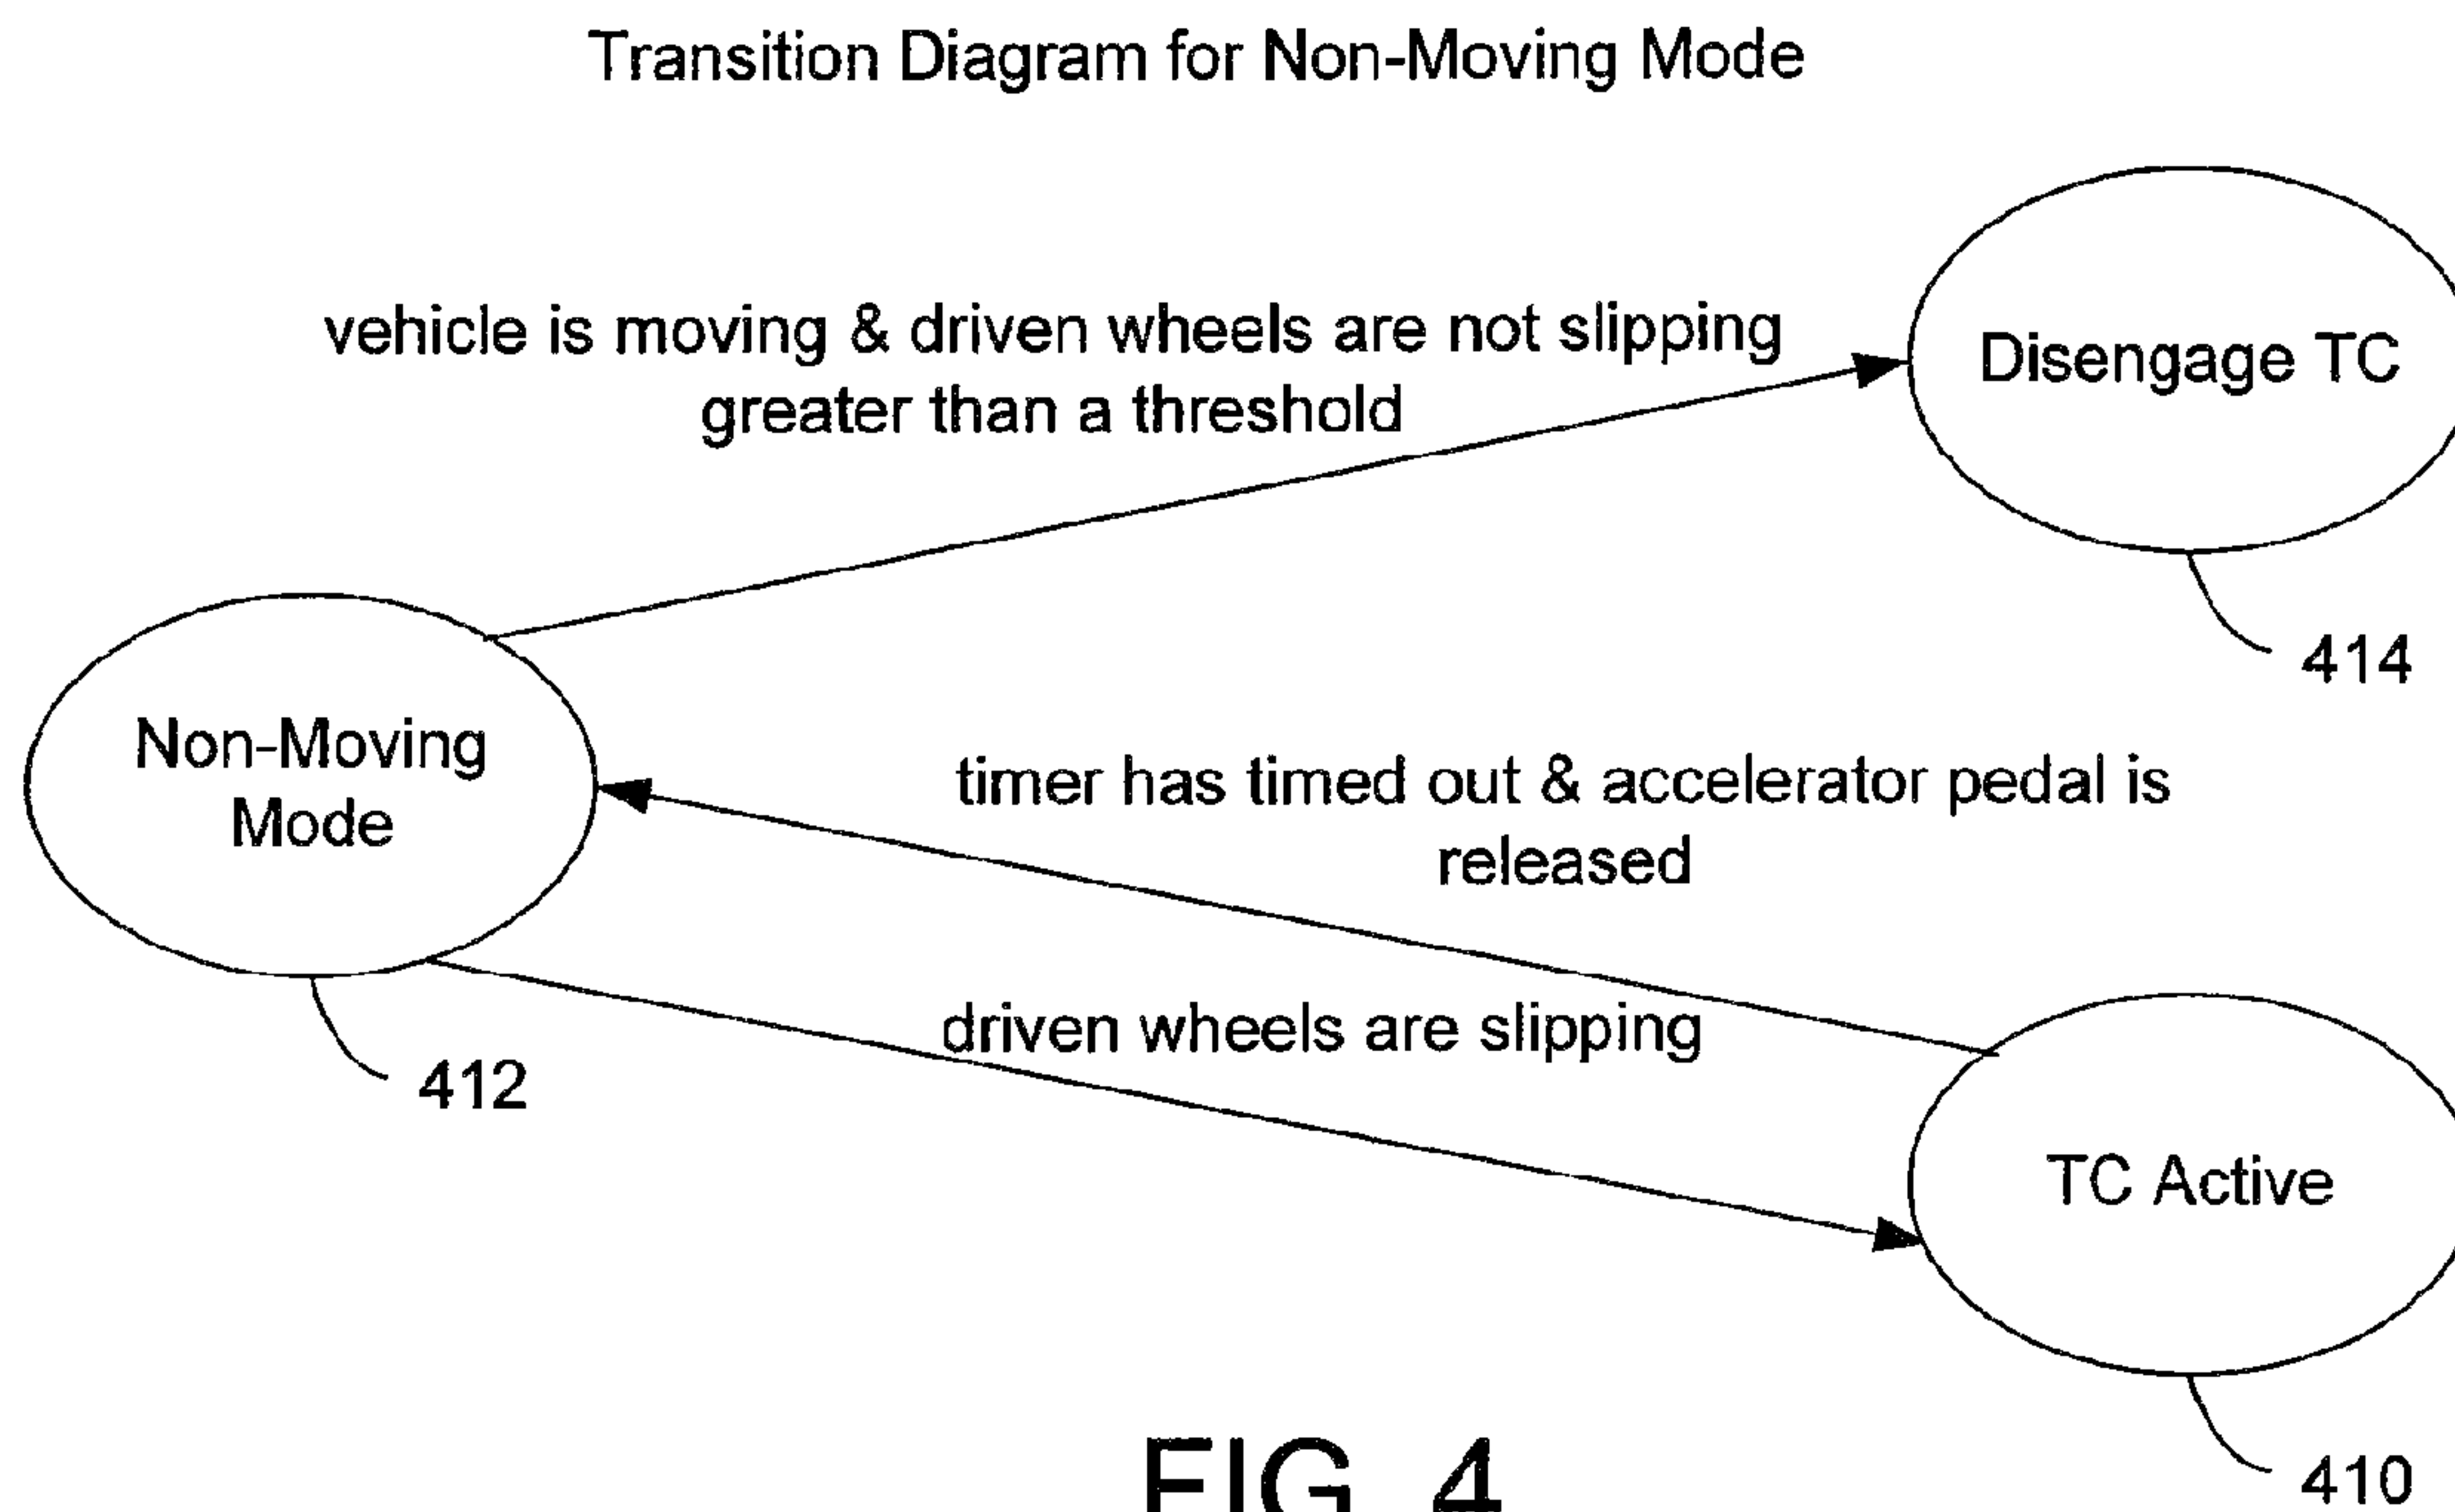 Transition Diagram for Non-Moving Mode
vehicle is moving & driven wheels are not slipping
greater than a threshold
Disengage TC
414
Non-Moving
Mode
timer has timed out & accelerator pedal is
released
driven wheels are slipping
412
TC Active
410
FIG. 4